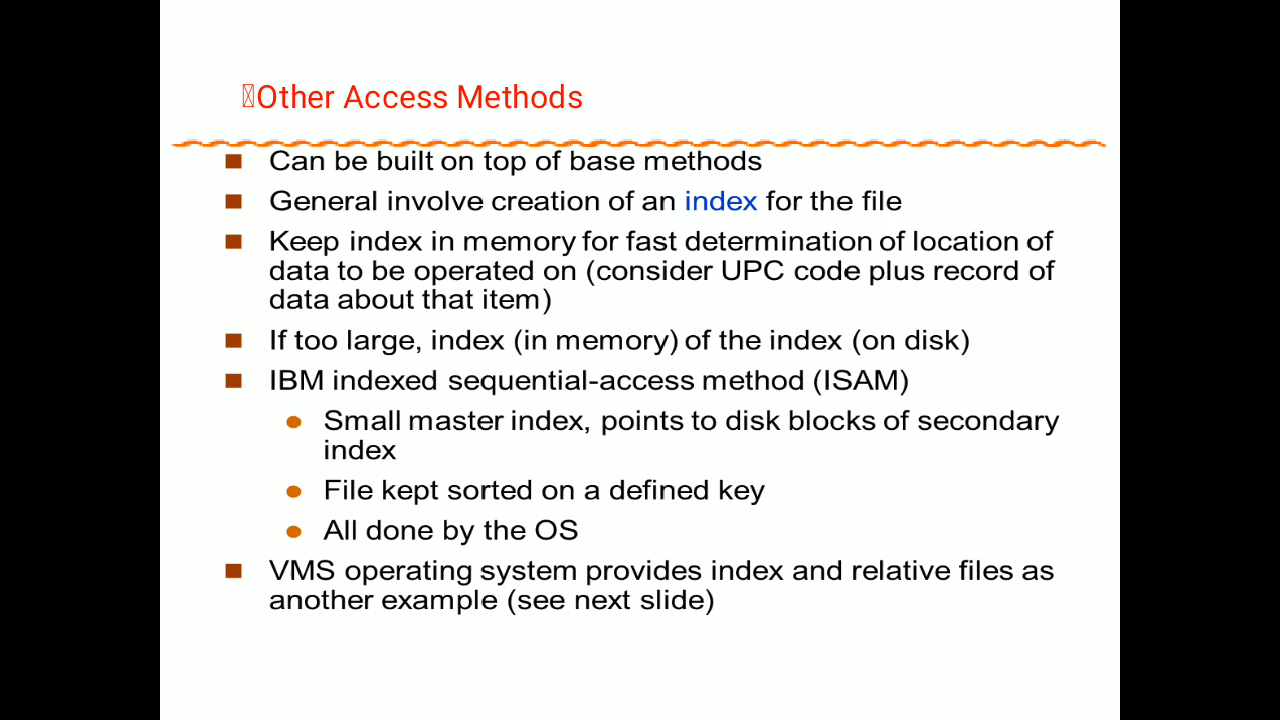 Other Access Methods
Can be built on top of base methods
General involve creation of an index for the file
Keep index in memory for fast determination of location of
data to be operated on (consider UPC code plus record of
data about that item)
If too large, index (in memory) of the index (on disk)
IBM indexed sequential-access method (ISAM)
Small master index, points to disk blocks of secondary
index
File kept sorted on a defined key
All done by the OS
VMS operating system provides index and relative files as
another example (see next slide)